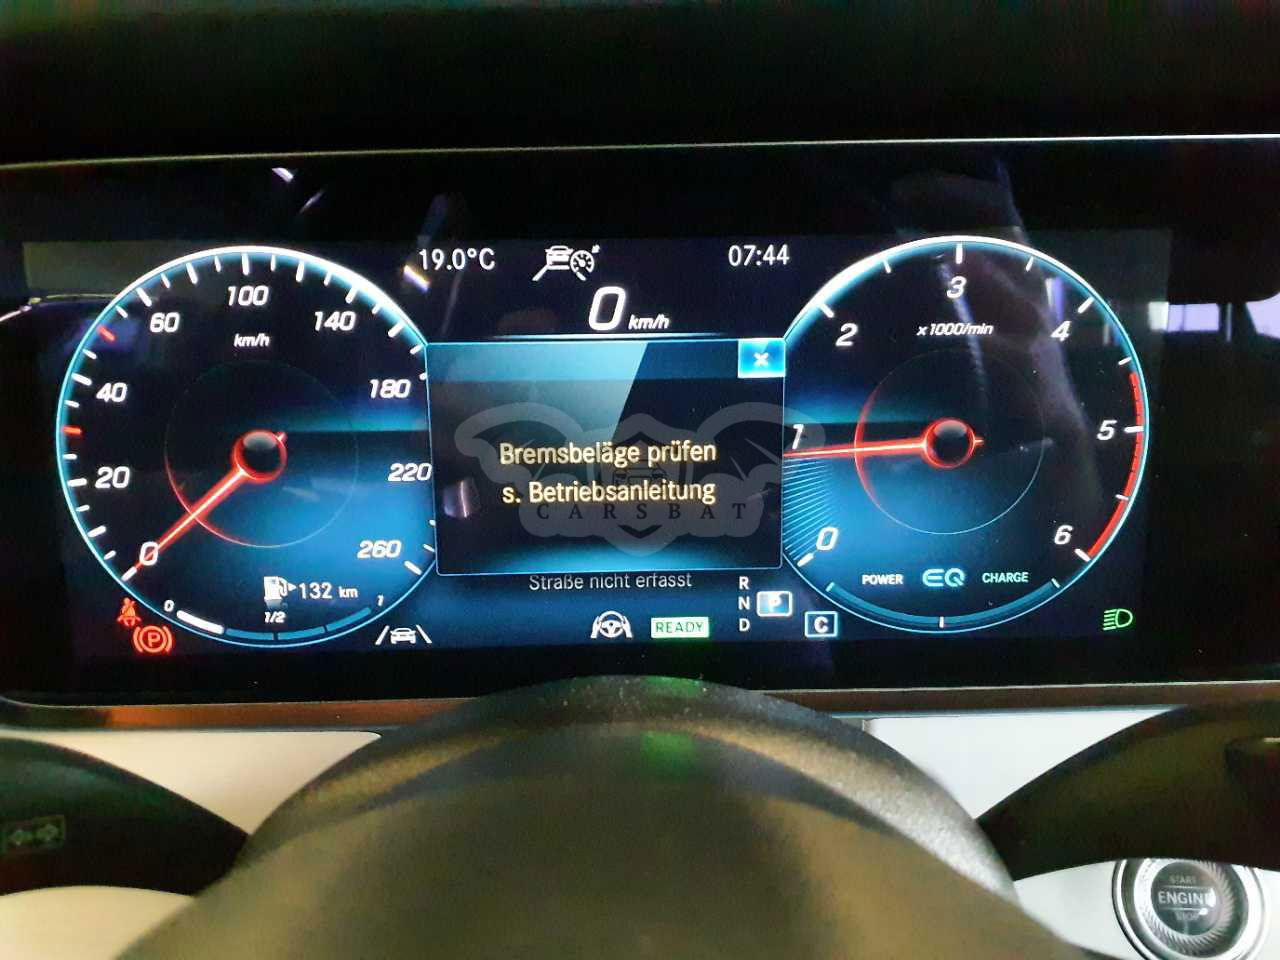 19.0°C
07:44
0 km/h
0
20
40
60
100
140
180
220
260
km/h
132 km
0
1/2
1
Bremsbeläge prüfen
s. Betriebsanleitung
CARSBAT
Straße nicht erfasst
READY
R
N
D
P
C
0
1
2
3
4
5
6
x1000/min
POWER
EQ
CHARGE
P
START
ENGINE
STOP